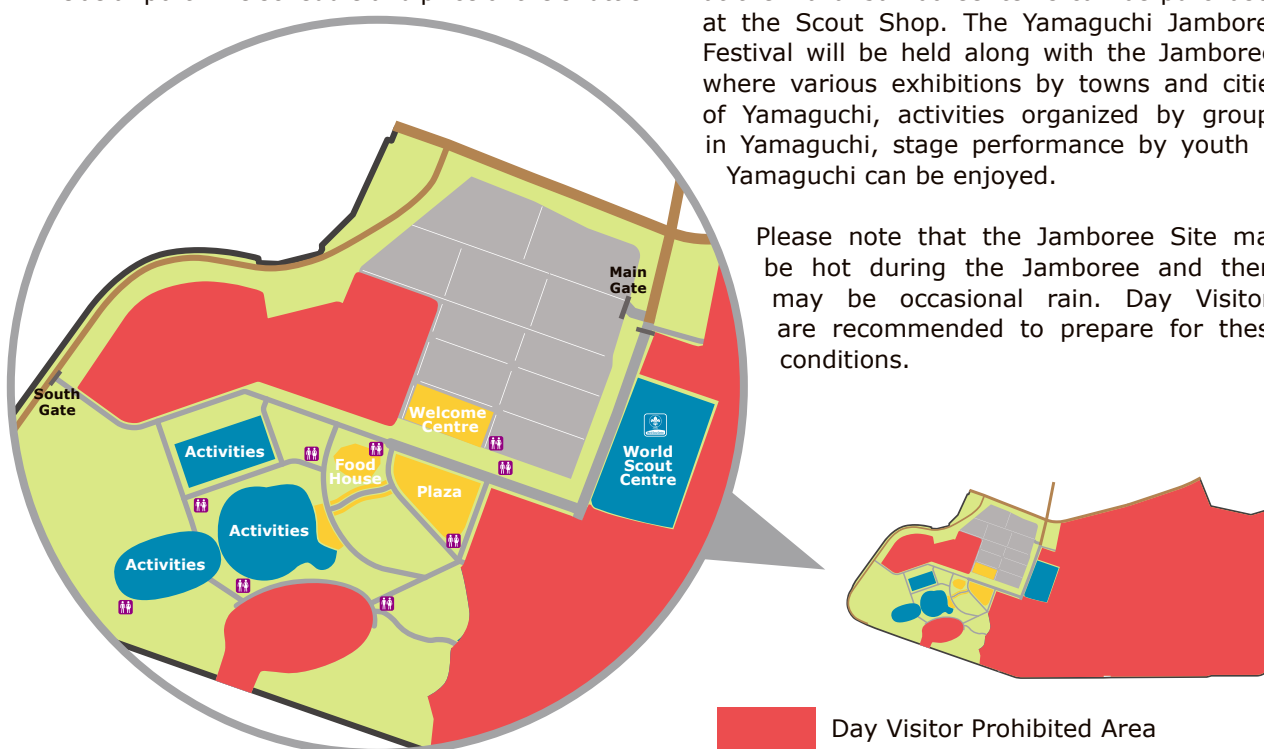 at the Scout Shop. The Yamaguchi Jambore
Festival will be held along with the Jamboree
where various exhibitions by towns and citie
of Yamaguchi, activities organized by group
in Yamaguchi, stage performance by youth
Yamaguchi can be enjoyed.
Please note that the Jamboree Site ma
be hot during the Jamboree and ther
may be occasional rain. Day Visitor
are recommended to prepare for thes
conditions.
Main
Gate
South
Gate
Welcome
Centre
World
Scout
Centre
Activities
Food
House
Plaza
Activities
Activities
Day Visitor Prohibited Area